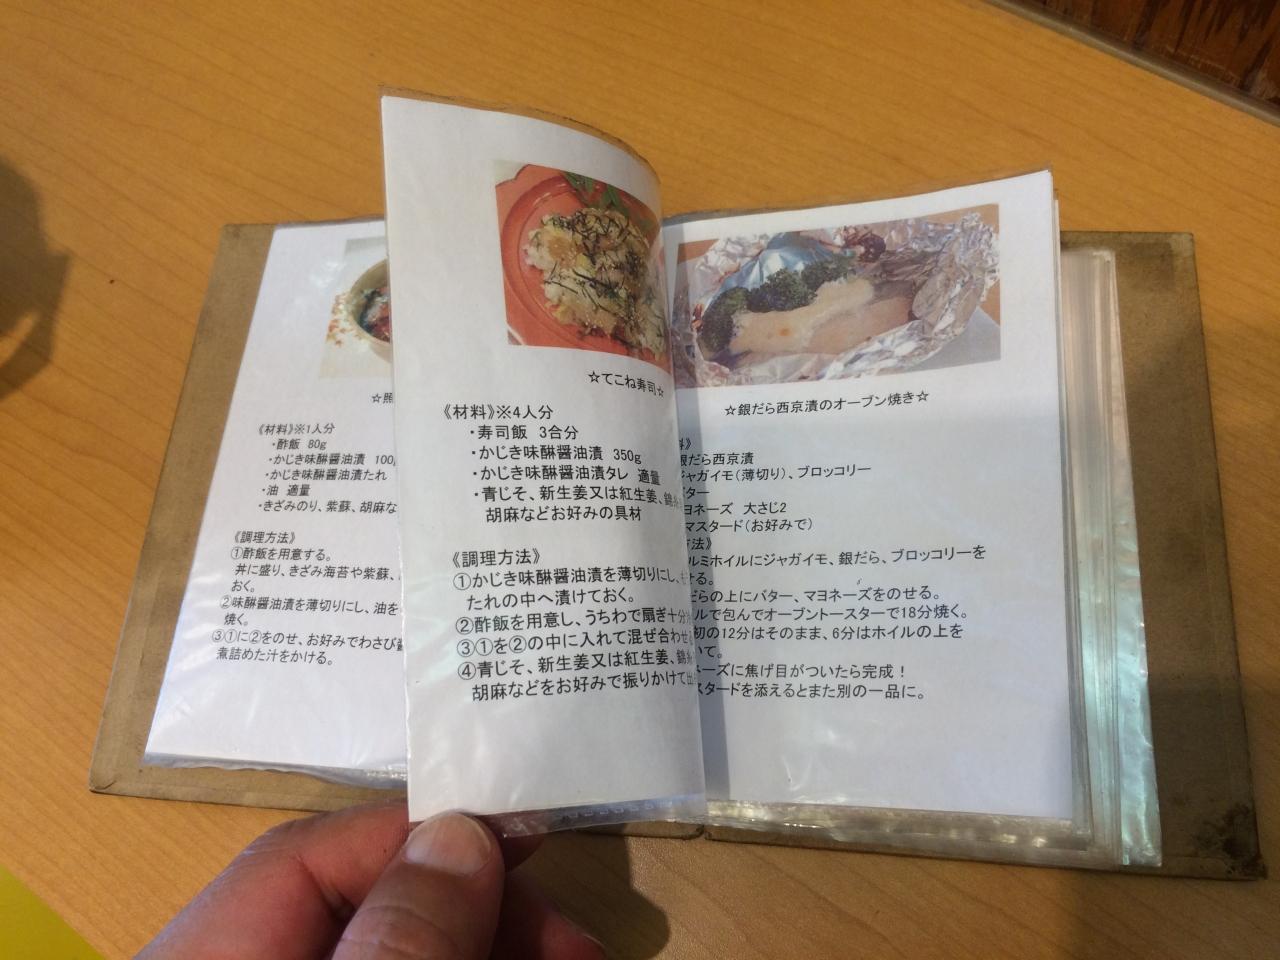 ☆照
《材料》※1人分
・酢飯 80g
・かじき味醂醤油漬 100g
・かじき味醂醤油漬たれ
・油 適量
・きざみのり、紫蘇、胡麻な
《調理方法》
①酢飯を用意する。
丼に盛り、きざみ海苔や紫蘇、
おく。
②味醂醤油漬を薄切りにし、油を
焼く。
③①に②をのせ、お好みでわさび醤
煮詰めた汁をかける。
☆てこね寿司☆
《材料》※4人分
・寿司飯 3合分
・かじき味醂醤油漬 350g
・かじき味醂醤油漬タレ 適量
・青じそ、新生姜又は紅生姜、錦糸
胡麻などお好みの具材
《調理方法》
①かじき味醂醤油漬を薄切りにし、
たれの中へ漬けておく。
②酢飯を用意し、うちわで扇ぎ十分
③①を②の中に入れて混ぜ合わせ
④青じそ、新生姜又は紅生姜、錦糸
胡麻などをお好みで振りかけて出
☆銀だら西京漬のオーブン焼き☆
料》
銀だら西京漬
ジャガイモ(薄切り)、ブロッコリー
ター
ヨネーズ 大さじ2
マスタード(お好みで)
方法》
ルミホイルにジャガイモ、銀だら、ブロッコリーを
せる。
だらの上にバター、マヨネーズをのせる。
ルで包んでオーブントースターで18分焼く。
初の12分はそのまま、6分はホイルの上を
いて。
ネーズに焦げ目がついたら完成！
スタードを添えるとまた別の一品に。